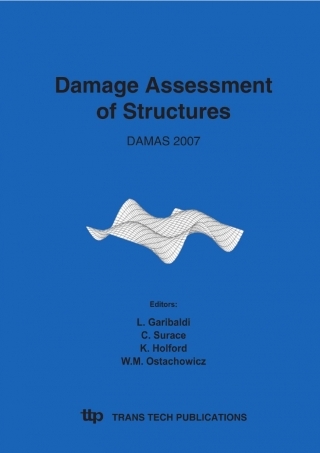 Damage Assessment
of Structures
DAMAS 2007
Editors:
L. Garibaldi
C. Surace
K. Holford
W.M. Ostachowicz
ttp TRANS TECH PUBLICATIONS